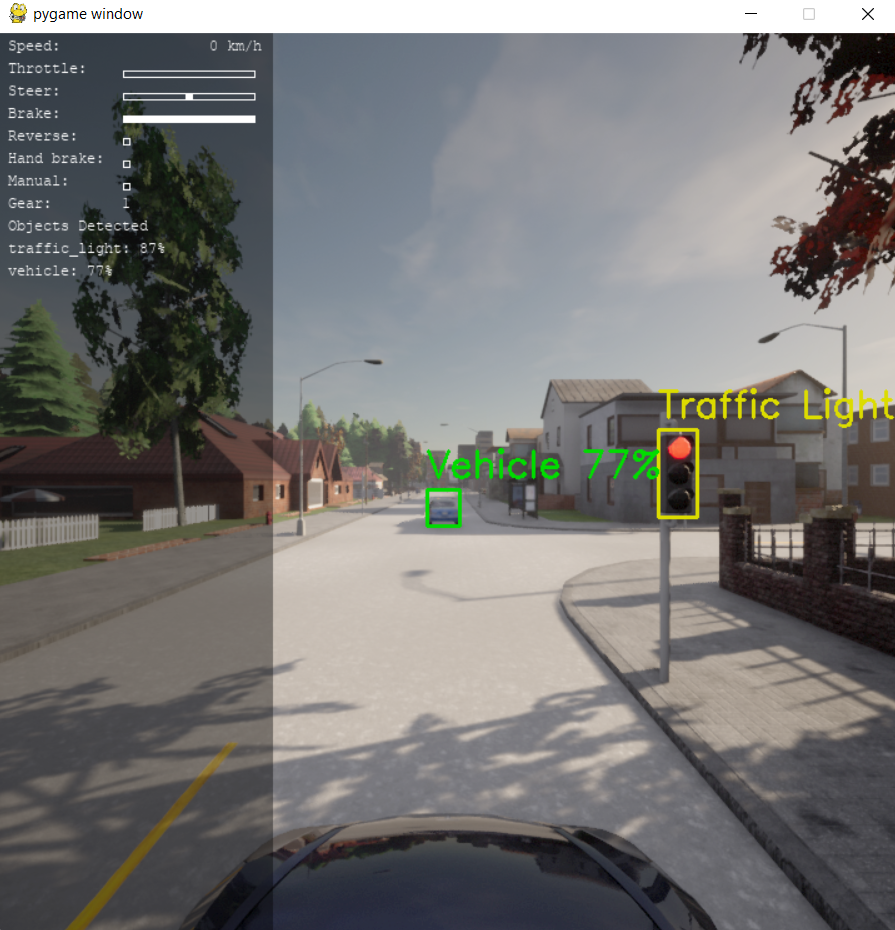 pygame window
Speed: 0 km/h
Throttle:
Steer:
Brake:
Reverse:
Hand brake:
Manual:
Gear: 1
Objects Detected
traffic_light: 87%
vehicle: 77%
Traffic Light
Vehicle 77%